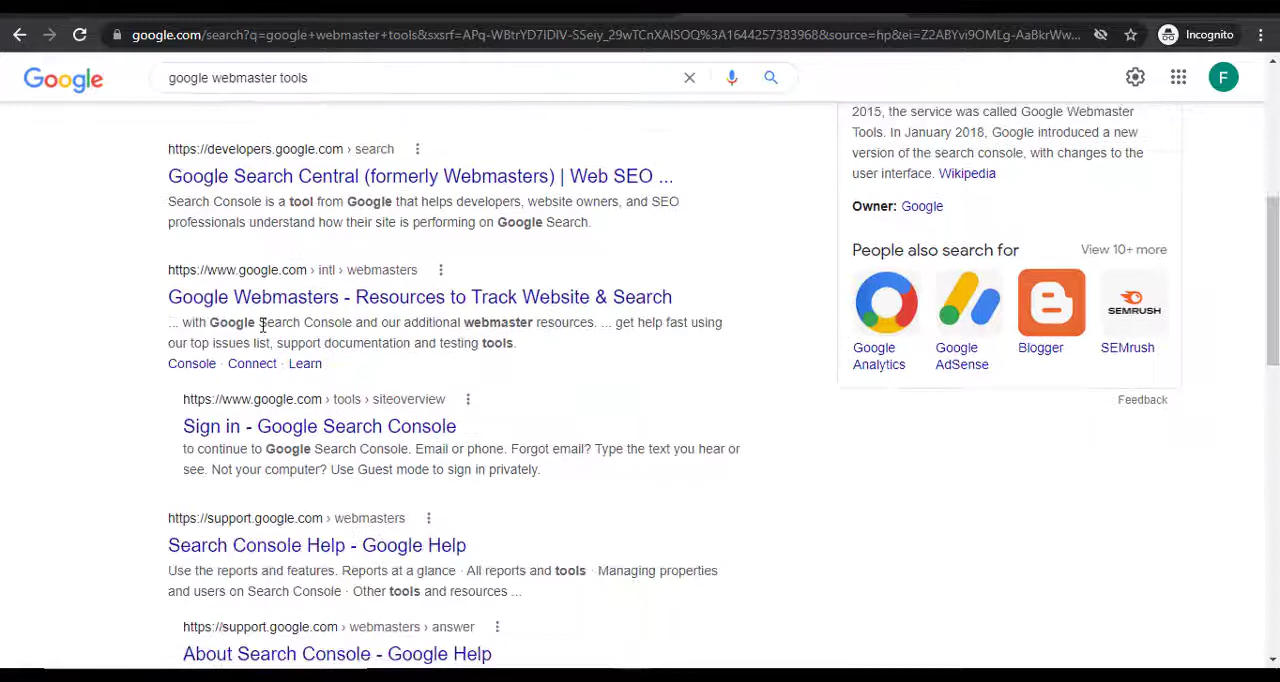 google.com/search?q=google+webmaster+tools&sxsrf=APq-WBtrYD7IDIV-SSeiy_29wTCnXAISOQ%3A1644257383968&source=hp&ei=Z2ABYvi9OMLg-AaBkrWw...
Incognito
Google
google webmaster tools
F
https://developers.google.com › search
Google Search Central (formerly Webmasters) | Web SEO ...
Search Console is a tool from Google that helps developers, website owners, and SEO
professionals understand how their site is performing on Google Search.
https://www.google.com › intl › webmasters
Google Webmasters - Resources to Track Website & Search
... with Google Search Console and our additional webmaster resources. ... get help fast using
our top issues list, support documentation and testing tools.
Console · Connect · Learn
https://www.google.com › tools › siteoverview
Sign in - Google Search Console
to continue to Google Search Console. Email or phone. Forgot email? Type the text you hear or
see. Not your computer? Use Guest mode to sign in privately.
https://support.google.com › webmasters
Search Console Help - Google Help
Use the reports and features. Reports at a glance · All reports and tools · Managing properties
and users on Search Console · Other tools and resources ...
https://support.google.com › webmasters › answer
About Search Console - Google Help
2015, the service was called Google Webmaster
Tools. In January 2018, Google introduced a new
version of the search console, with changes to the
user interface. Wikipedia
Owner: Google
People also search for
View 10+ more
SEMRUSH
Google
Analytics
Google
AdSense
Blogger
SEMrush
Feedback